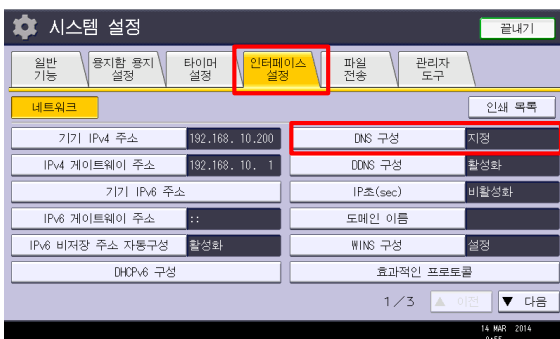 시스템 설정
끝내기
일반 기능
용지함 용지 설정
타이머 설정
인터페이스 설정
파일 전송
관리자 도구
네트워크
인쇄 목록
기기 IPv4 주소 192.168. 10.200
DNS 구성 지정
IPv4 게이트웨이 주소 192.168. 10. 1
DDNS 구성 활성화
기기 IPv6 주소
IP초(sec) 비활성화
IPv6 게이트웨이 주소 ::
도메인 이름
IPv6 비저장 주소 자동구성 활성화
WINS 구성 설정
DHCPv6 구성
효과적인 프로토콜
1/3 ▲ 이전 ▼ 다음
14 MAR 2014